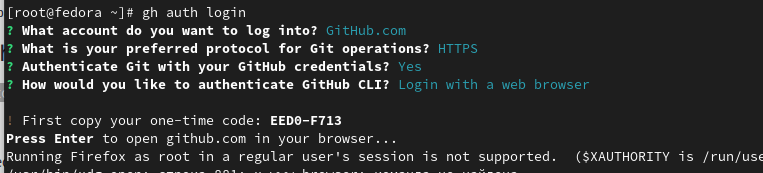 [root@fedora ~]# gh auth login
? What account do you want to log into? GitHub.com
? What is your preferred protocol for Git operations? HTTPS
? Authenticate Git with your GitHub credentials? Yes
? How would you like to authenticate GitHub CLI? Login with a web browser
! First copy your one-time code: EED0-F713
Press Enter to open github.com in your browser...
Running Firefox as root in a regular user's session is not supported.  ($XAUTHORITY is /run/use